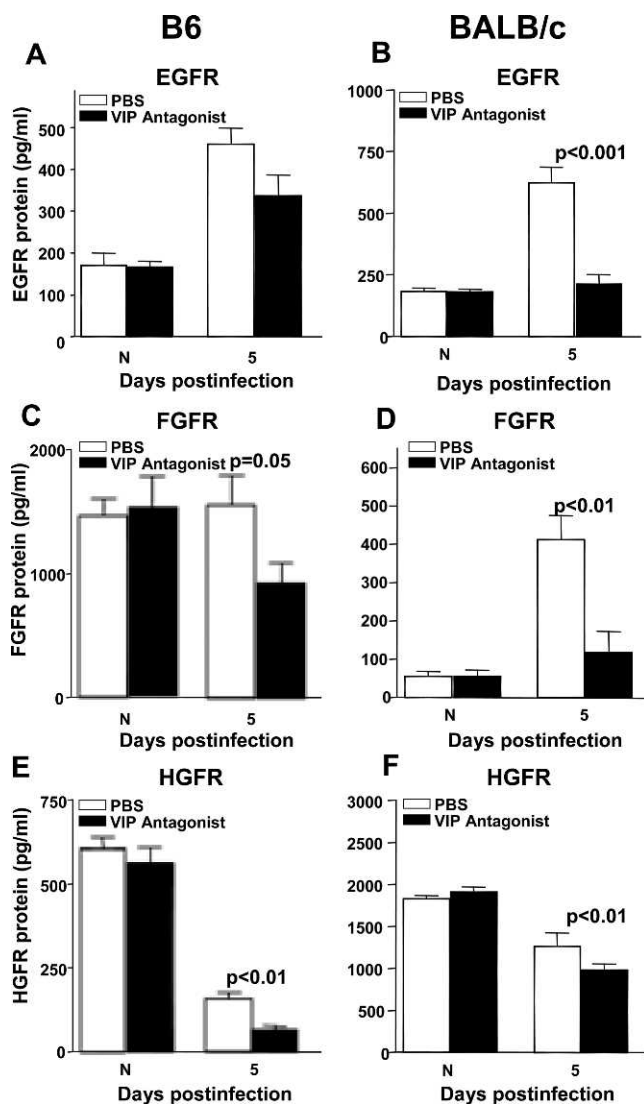 B6
BALB/c
A
EGFR
PBS
VIP Antagonist
EGFR protein (pg/ml)
500
400
300
200
100
0
N
5
Days postinfection
B
EGFR
PBS
VIP Antagonist
p<0.001
1000
750
500
250
0
N
5
Days postinfection
C
FGFR
PBS
VIP Antagonist
p=0.05
FGFR protein (pg/ml)
2000
1000
0
N
5
Days postinfection
D
FGFR
PBS
VIP Antagonist
p<0.01
600
500
400
300
200
100
0
N
5
Days postinfection
E
HGFR
PBS
VIP Antagonist
p<0.01
HGFR protein (pg/ml)
750
500
250
0
N
5
Days postinfection
F
HGFR
PBS
VIP Antagonist
p<0.01
3000
2500
2000
1500
1000
500
0
N
5
Days postinfection